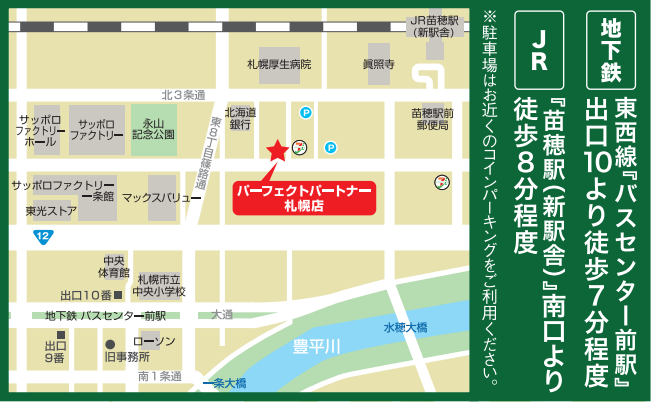 地下鉄
東西線『バスセンター前駅』
出口10より徒歩7分程度
JR
『苗穂駅(新駅舎)』南口より
徒歩8分程度
※駐車場はお近くのコインパーキングをご利用ください。
JR苗穂駅
(新駅舎)
札幌厚生病院
眞照寺
北3条通
サッポロ
ファクトリー
ホール
サッポロ
ファクトリー
永山
記念公園
北海道
銀行
東8丁目篠路通
P
P
苗穂駅前
郵便局
サッポロファクトリー
一条館
東光ストア
マックスバリュー
パーフェクトパートナー
札幌店
12
中央
体育館
札幌市立
中央小学校
出口10番
地下鉄 バスセンター前駅
大通
出口
9番
旧事務所
ローソン
南1条通
一条大橋
豊平川
水穂大橋